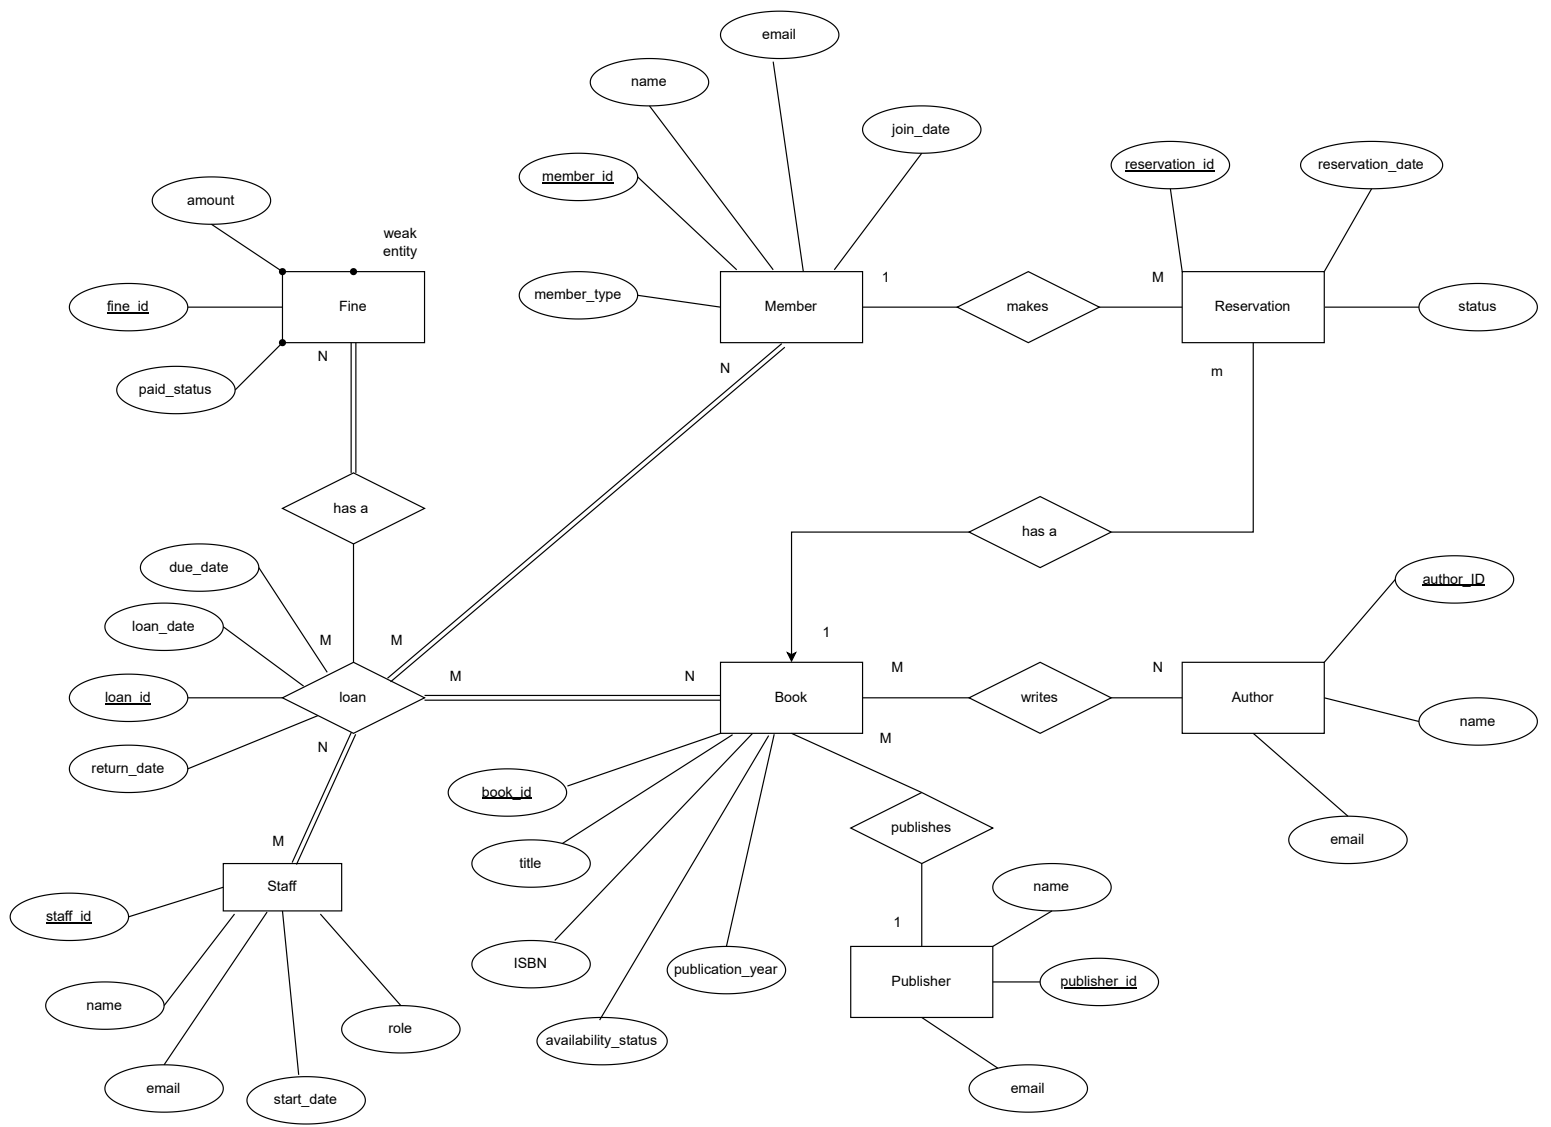 email
name
join_date
member_id
reservation_id
reservation_date
amount
weak
entity
fine_id
Fine
member_type
Member
1
makes
M
Reservation
status
N
N
m
paid_status
has a
has a
due_date
author_ID
loan_date
M
M
1
loan_id
loan
M
N
Book
M
writes
N
Author
name
return_date
N
M
book_id
publishes
email
M
title
Staff
staff_id
name
1
ISBN
publication_year
Publisher
publisher_id
name
role
availability_status
email
start_date
email